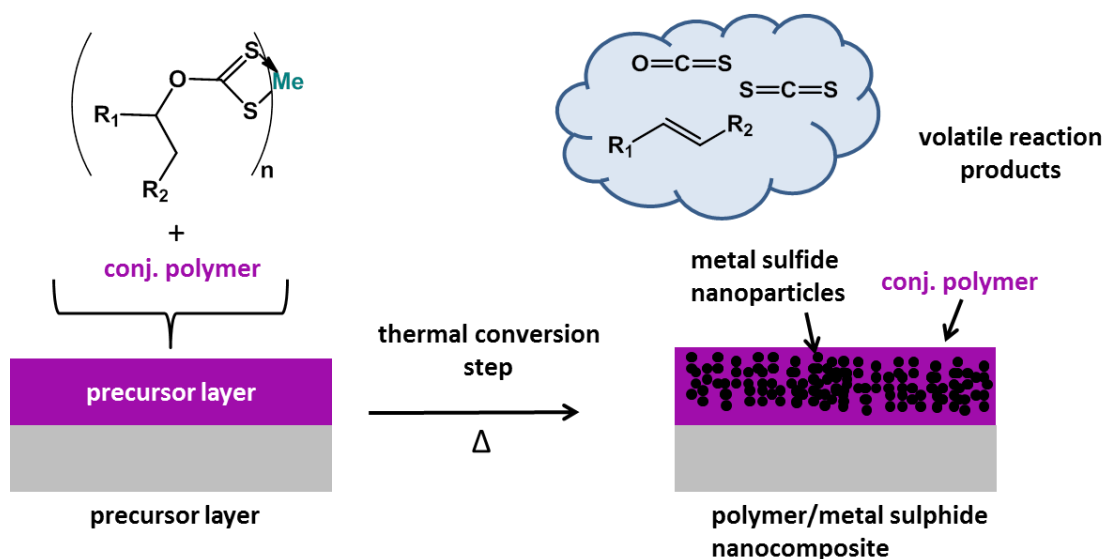 S
O
Me
S
R1
R2
n
+
conj. polymer
precursor layer
precursor layer
thermal conversion
step
Δ
O=C=S
S=C=S
R1
R2
volatile reaction
products
metal sulfide
nanoparticles
conj. polymer
polymer/metal sulphide
nanocomposite